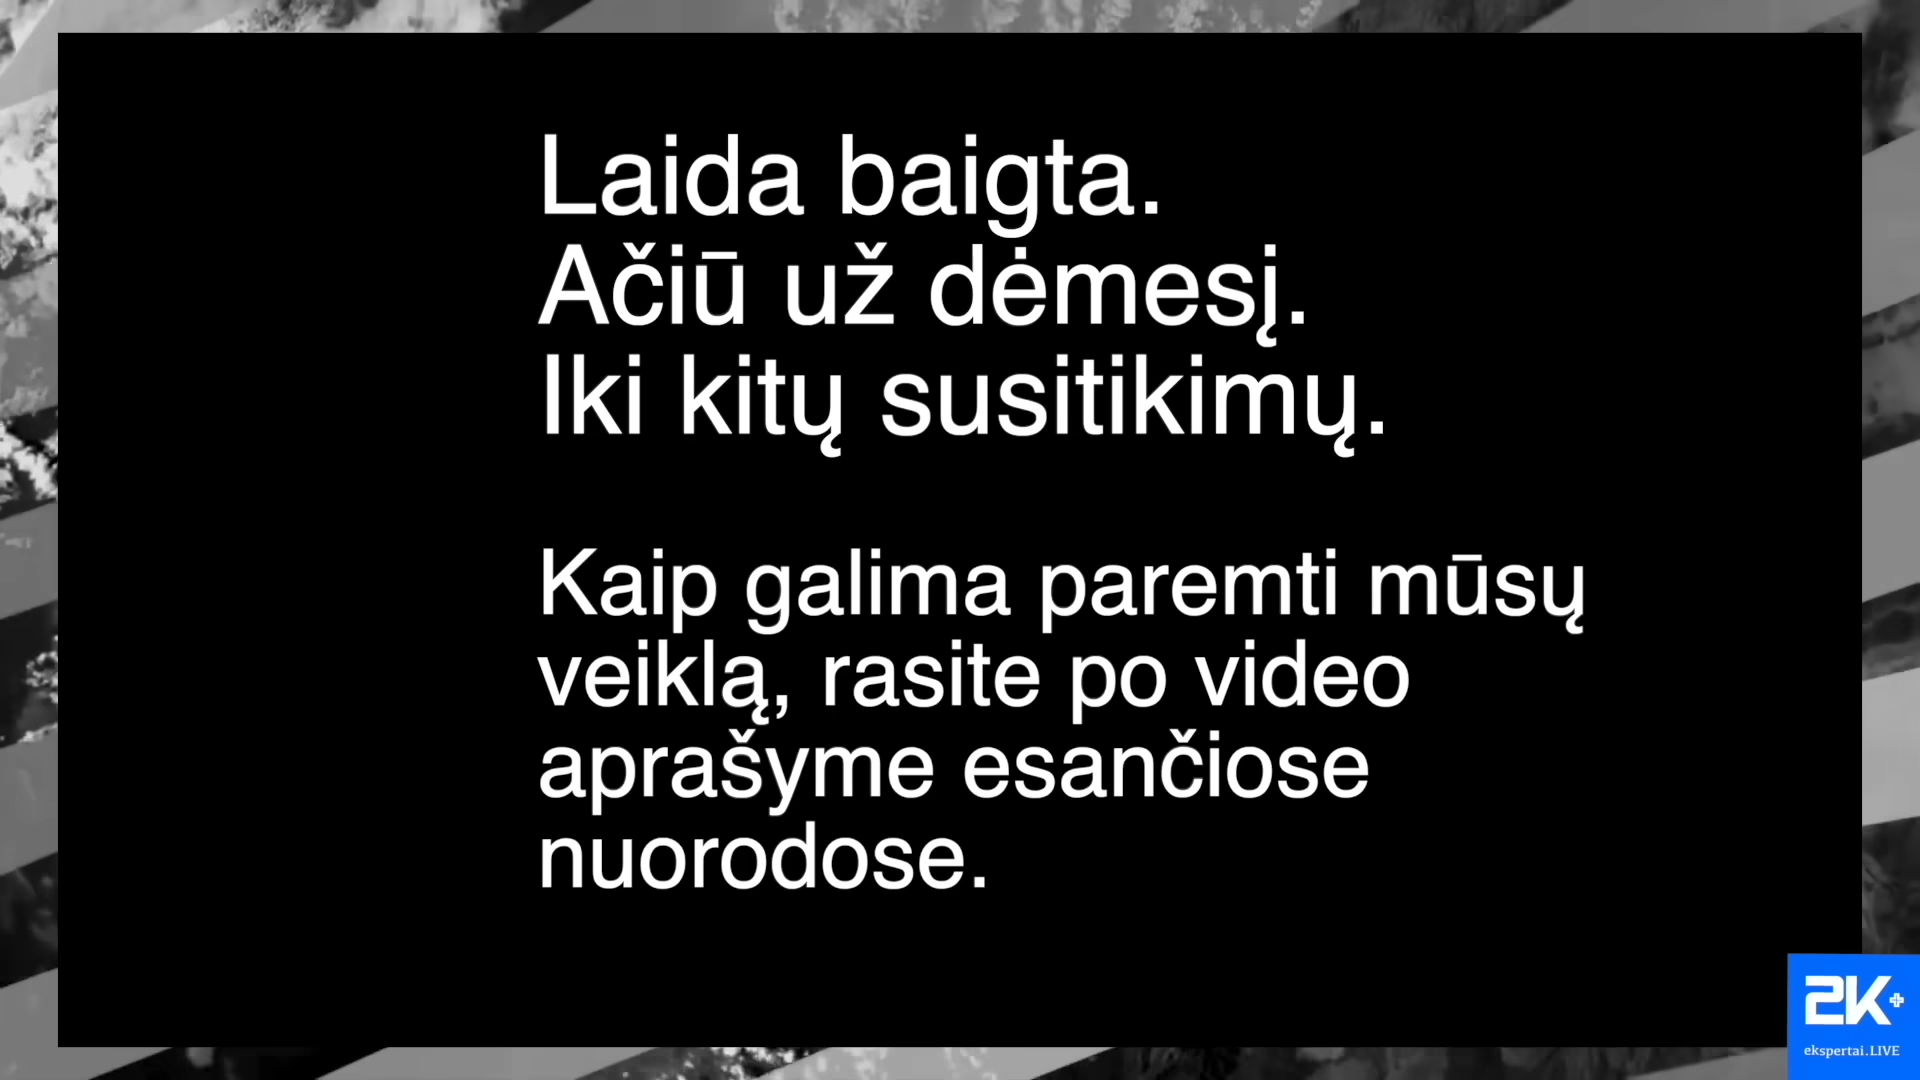 Laida baigta.
Ačiū už dėmesį.
Iki kitų susitikimų.
Kaip galima paremti mūsų
veiklą, rasite po video
aprašyme esančiose
nuorodose.
2K+
ekspertai.LIVE